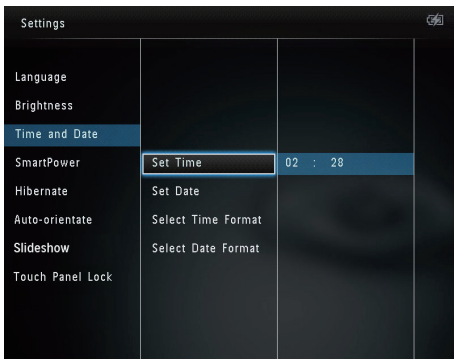 Settings
Language
Brightness
Time and Date
SmartPower
Set Time
02 : 28
Hibernate
Set Date
Auto-orientate
Select Time Format
Slideshow
Select Date Format
Touch Panel Lock